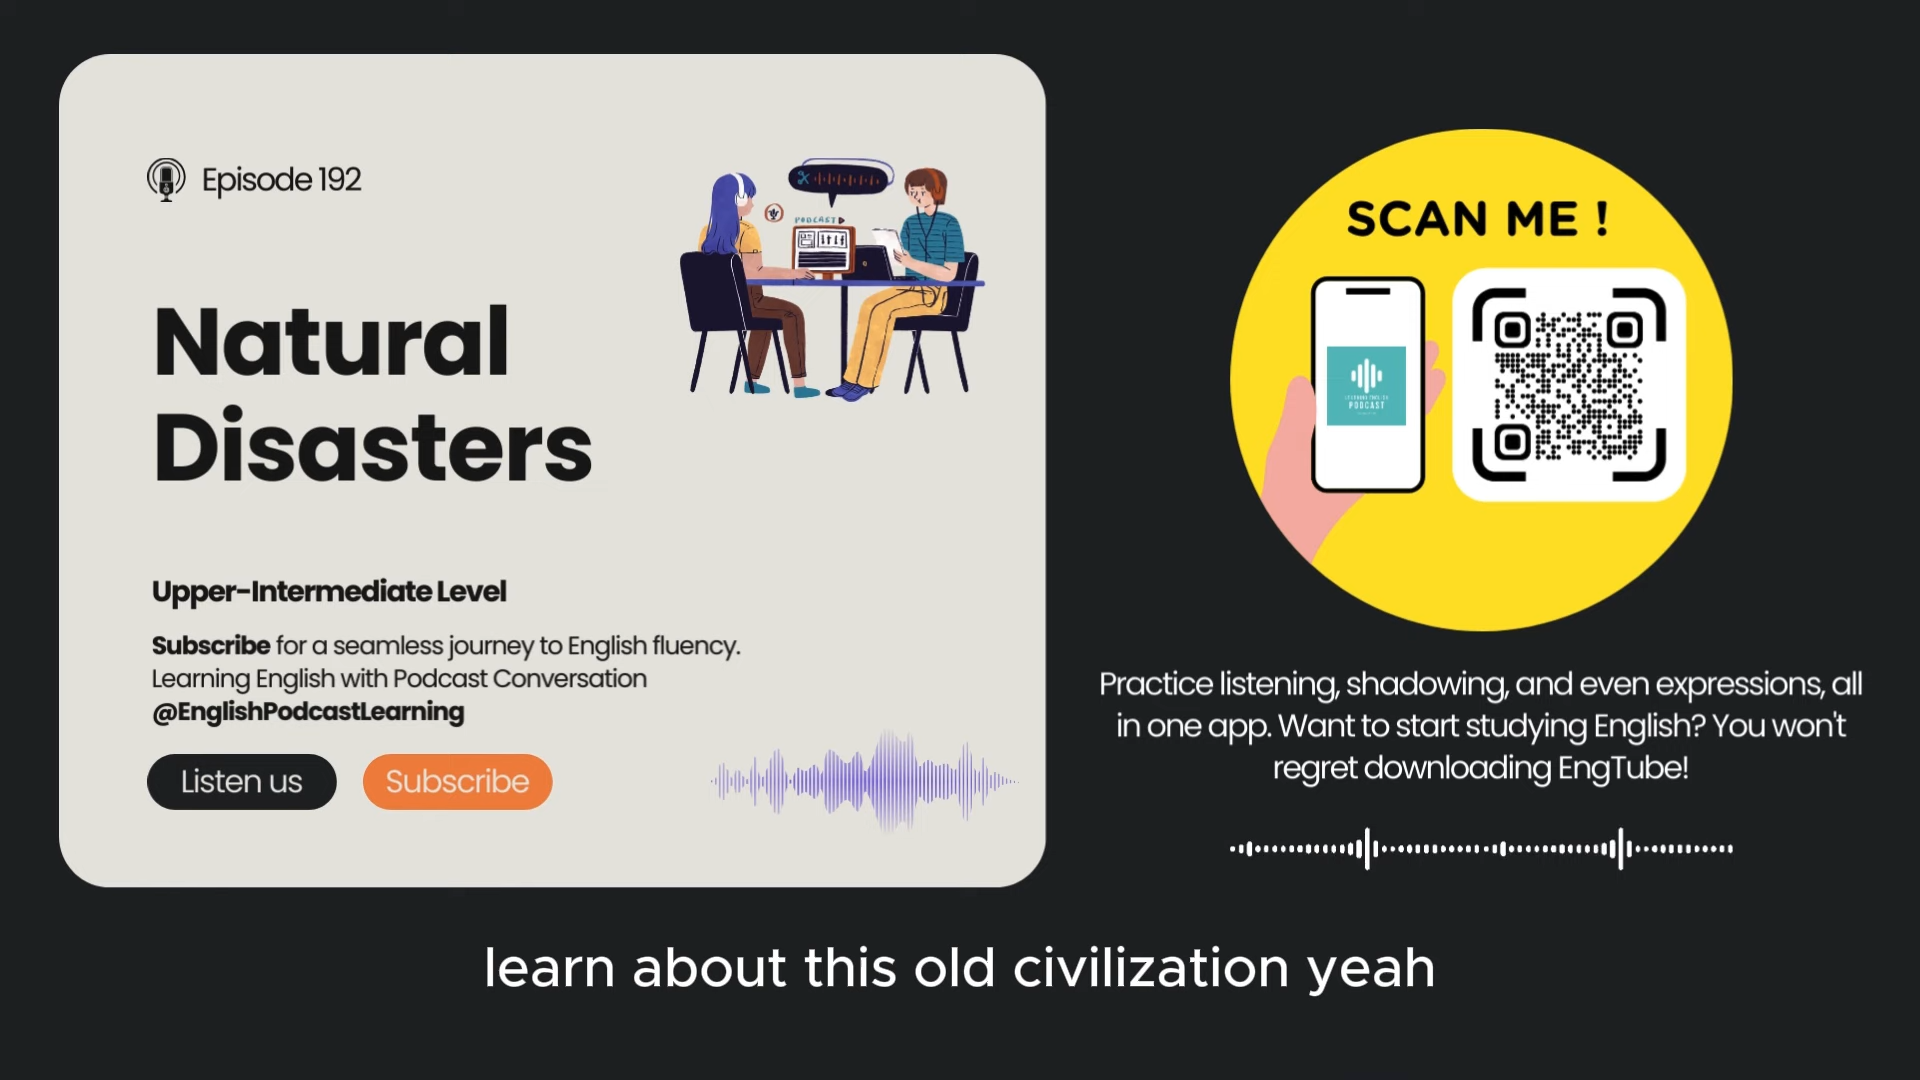 Episode 192
PODCAST
Natural
Disasters
Upper-Intermediate Level
Subscribe for a seamless journey to English fluency.
Learning English with Podcast Conversation
@EnglishPodcastLearning
Listen us
Subscribe
SCAN ME !
PODCAST
Practice listening, shadowing, and even expressions, all
in one app. Want to start studying English? You won't
regret downloading EngTube!
learn about this old civilization yeah